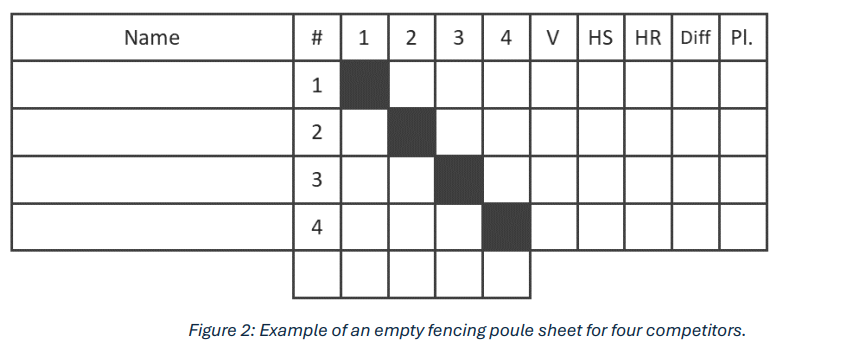 Name # 1 2 3 4 V HS HR Diff Pl.
1
2
3
4
Figure 2: Example of an empty fencing poule sheet for four competitors.